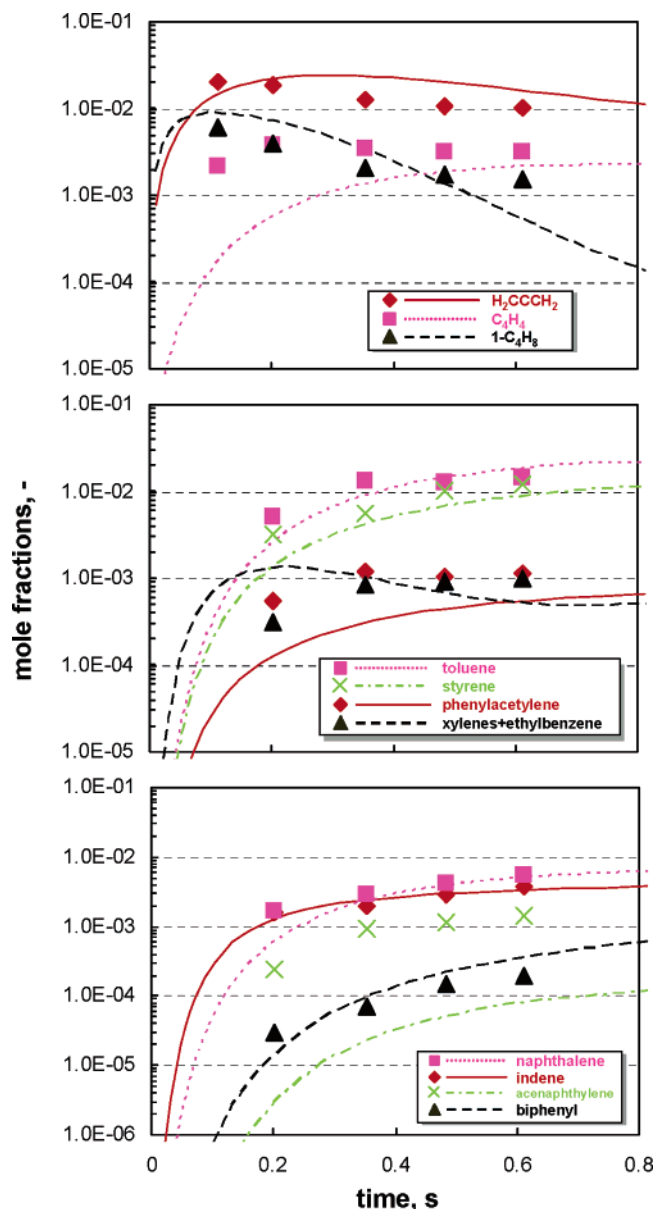 1.0E-01
1.0E-02
1.0E-03
1.0E-04
1.0E-05
H₂CCCH₂
C₄H₄
1-C₄H₈
mole fractions, -
1.0E-01
1.0E-02
1.0E-03
1.0E-04
1.0E-05
toluene
styrene
phenylacetylene
xylenes+ethylbenzene
1.0E-01
1.0E-02
1.0E-03
1.0E-04
1.0E-05
1.0E-06
naphthalene
indene
acenaphthylene
biphenyl
0 0.2 0.4 0.6 0.8
time, s